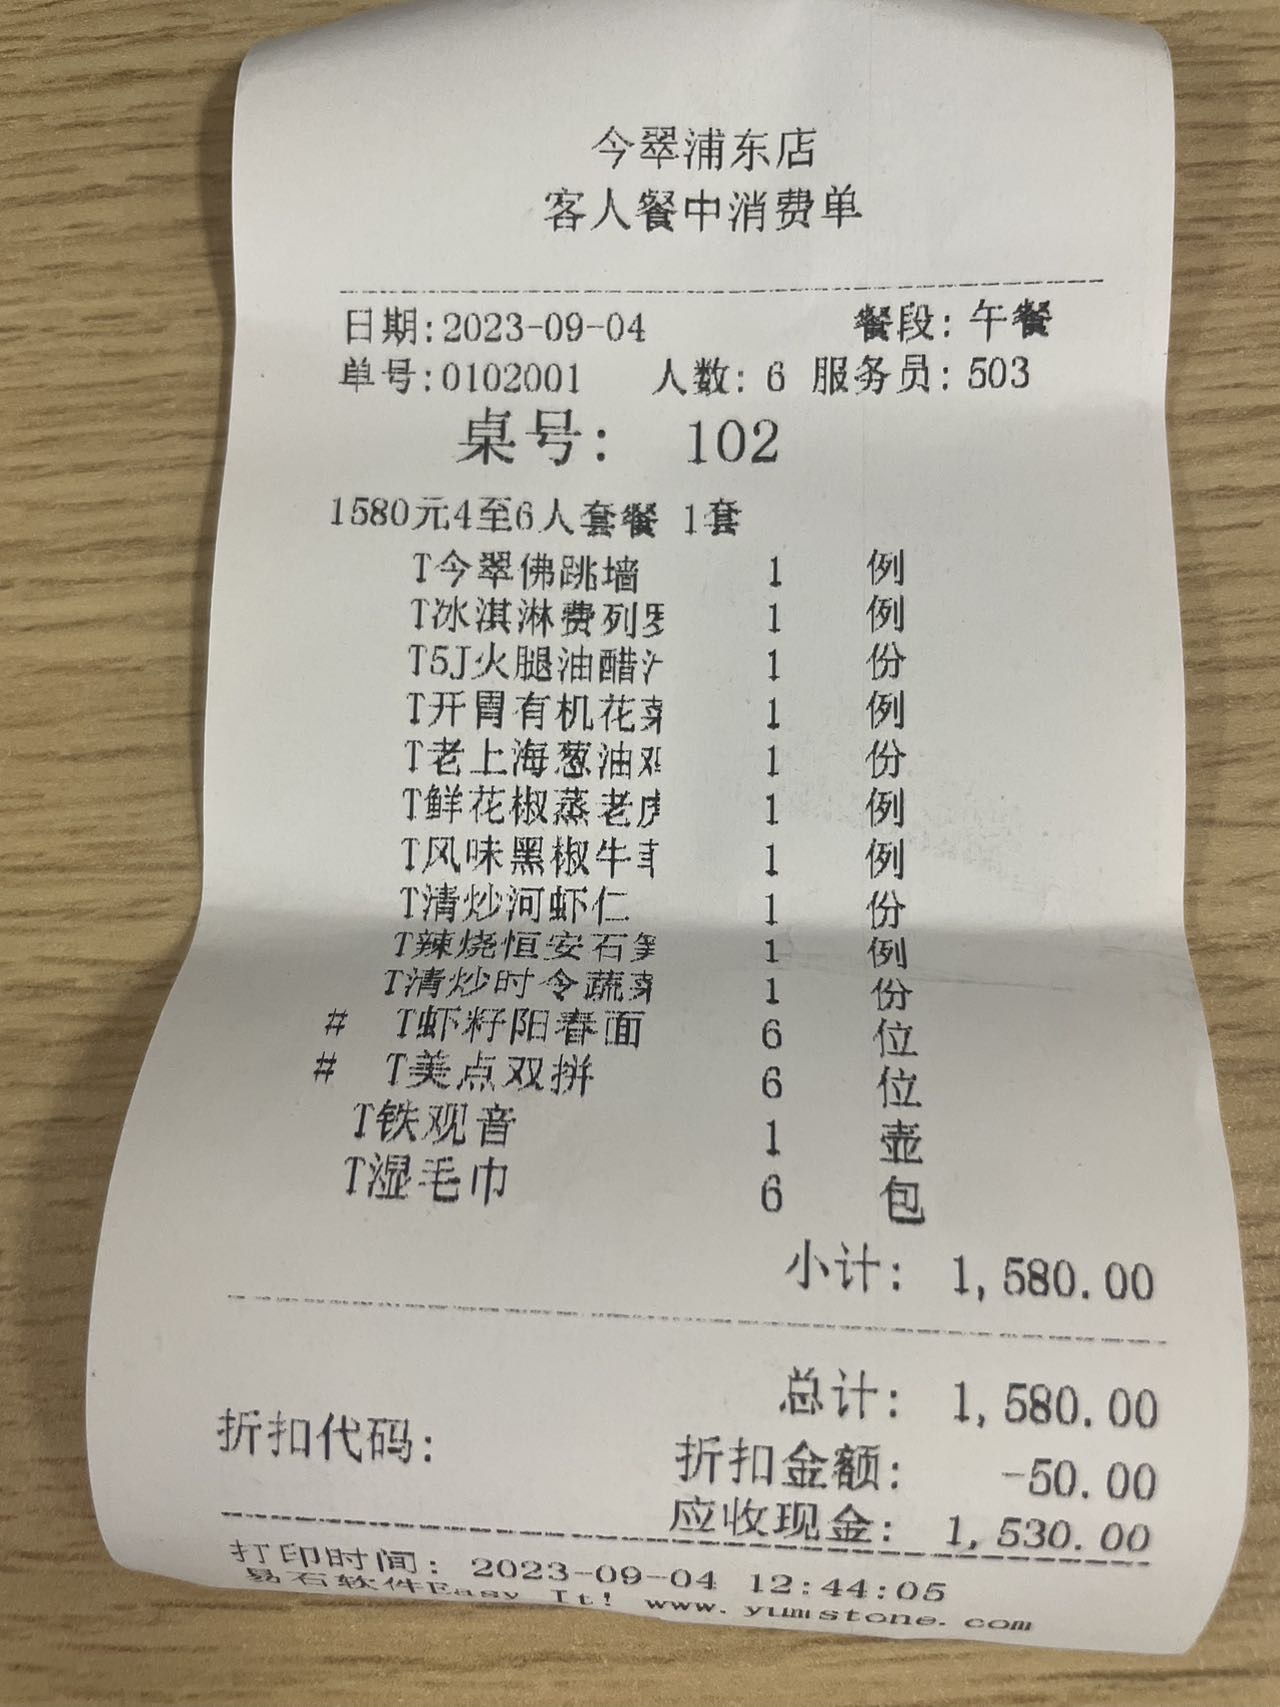 今翠浦东店
客人餐中消费单
日期:2023-09-04 餐段: 午餐
单号:0102001 人数: 6 服务员: 503
桌号: 102
1580元4至6人套餐 1套
T今翠佛跳墙 1 例
T冰淇淋费列罗 1 例
T5J火腿油醋汁 1 份
T开胃有机花菜 1 例
T老上海葱油鸡 1 份
T鲜花椒蒸老虎 1 例
T风味黑椒牛 1 例
T清炒河虾仁 1 份
T辣烧恒安石 1 例
T清炒时令蔬菜 1 份
# T虾籽阳春面 6 位
# T美点双拼 6 位
T铁观音 1 壶
T湿毛巾 6 包
小计: 1,580.00
总计: 1,580.00
折扣代码:
折扣金额: -50.00
应收现金: 1,530.00
打印时间: 2023-09-04 12:44:05
易石软件Easy It! www.yumstone.com